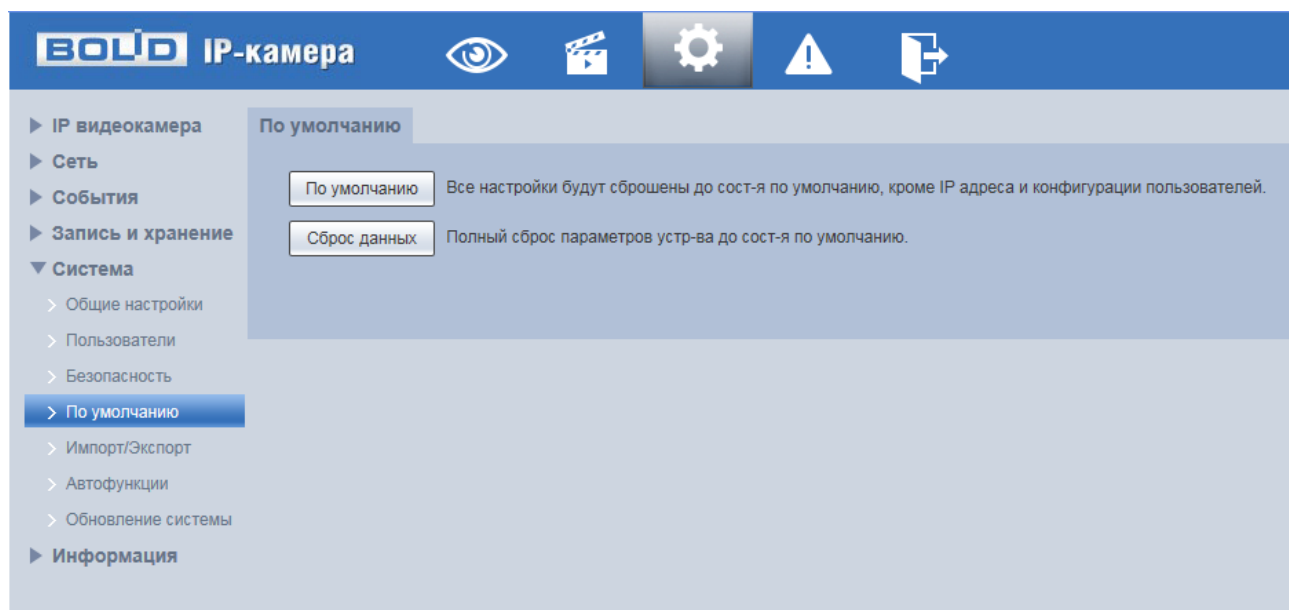 BOLID IP-камера
IP видеокамера
Сеть
События
Запись и хранение
Система
Общие настройки
Пользователи
Безопасность
По умолчанию
Импорт/Экспорт
Автофункции
Обновление системы
Информация
По умолчанию
По умолчанию Все настройки будут сброшены до сост-я по умолчанию, кроме IP адреса и конфигурации пользователей.
Сброс данных Полный сброс параметров устр-ва до сост-я по умолчанию.